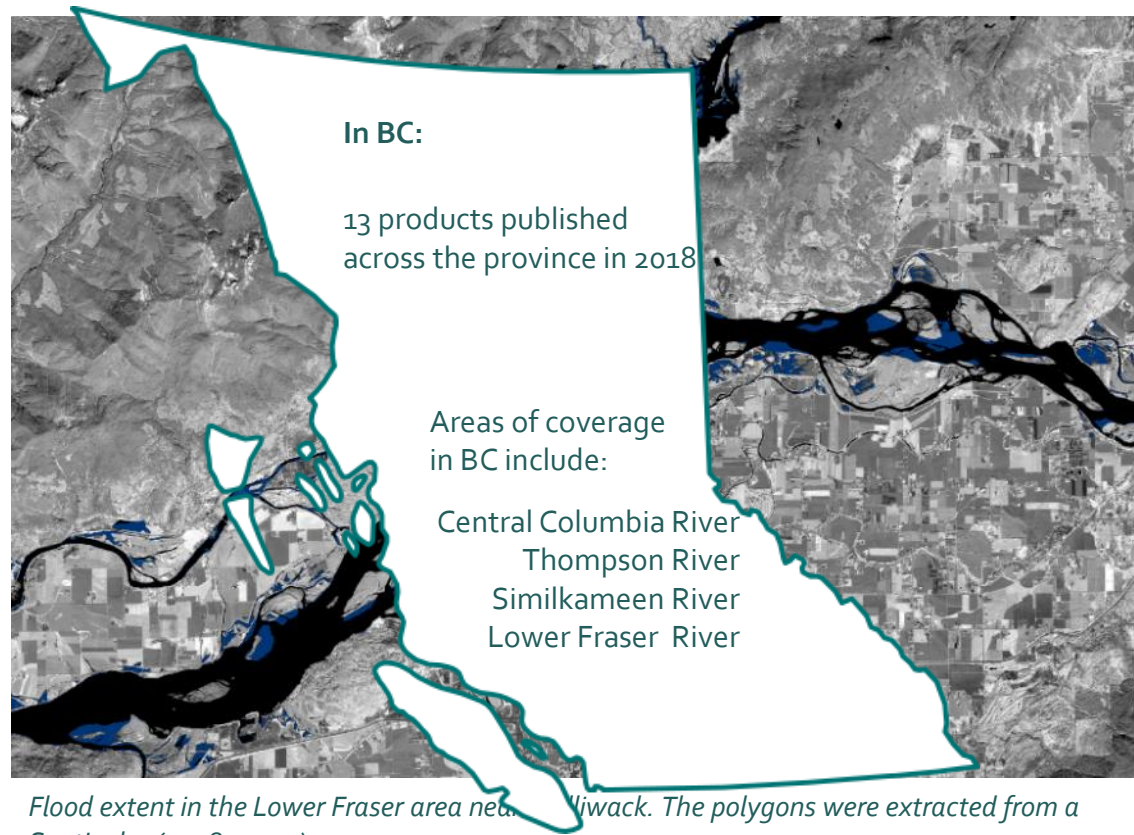 In BC:
13 products published
across the province in 2018
Areas of coverage
in BC include:
Central Columbia River
Thompson River
Similkameen River
Lower Fraser River
Flood extent in the Lower Fraser area near lliwack. The polygons were extracted from a